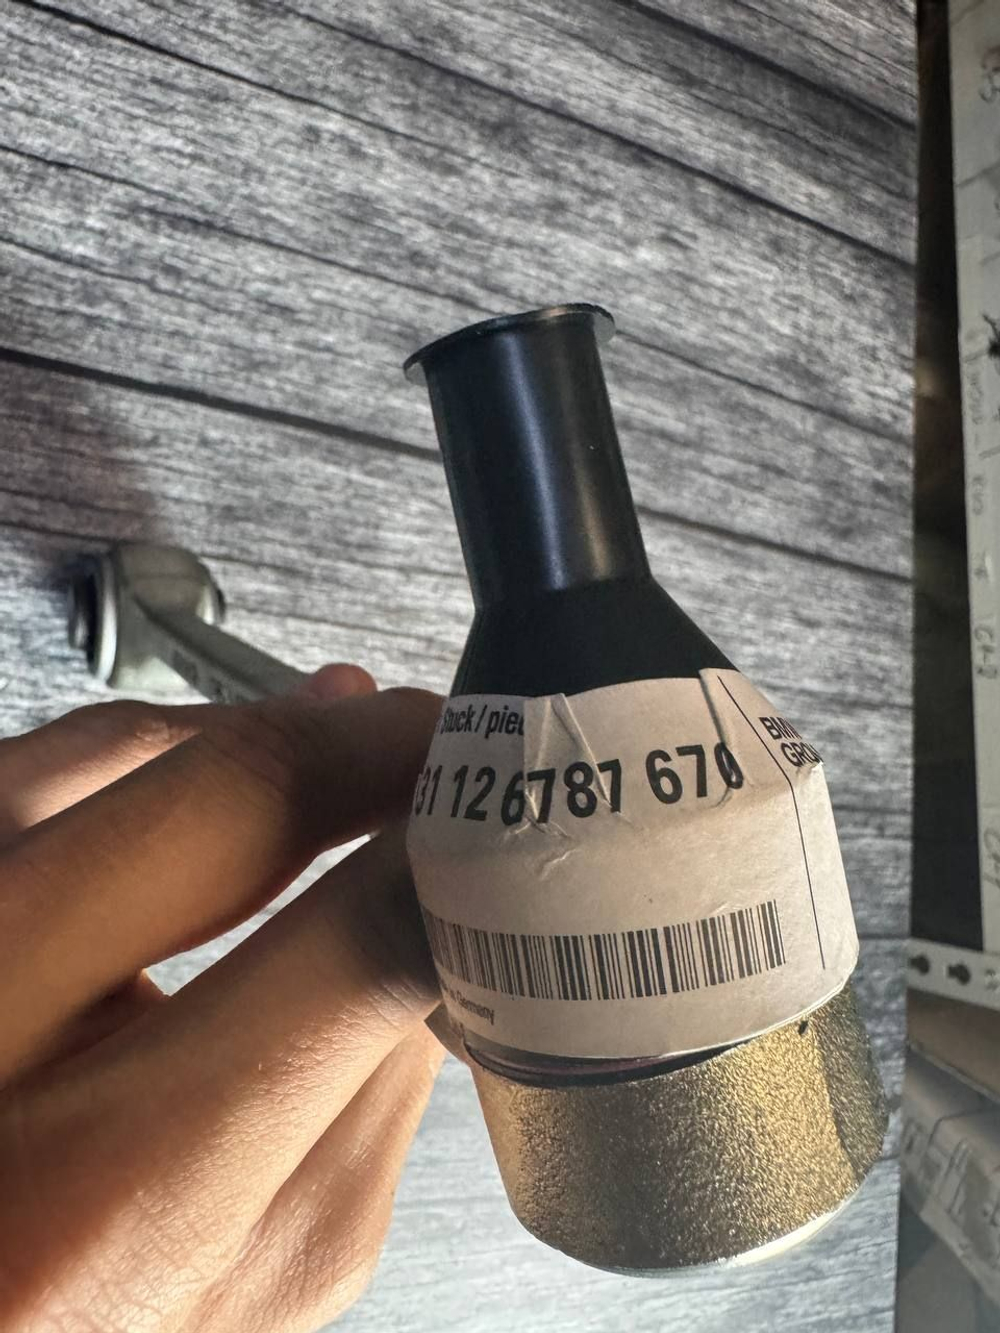 Stück/piec
31 12 6787 670
BMW
GROU
Germany